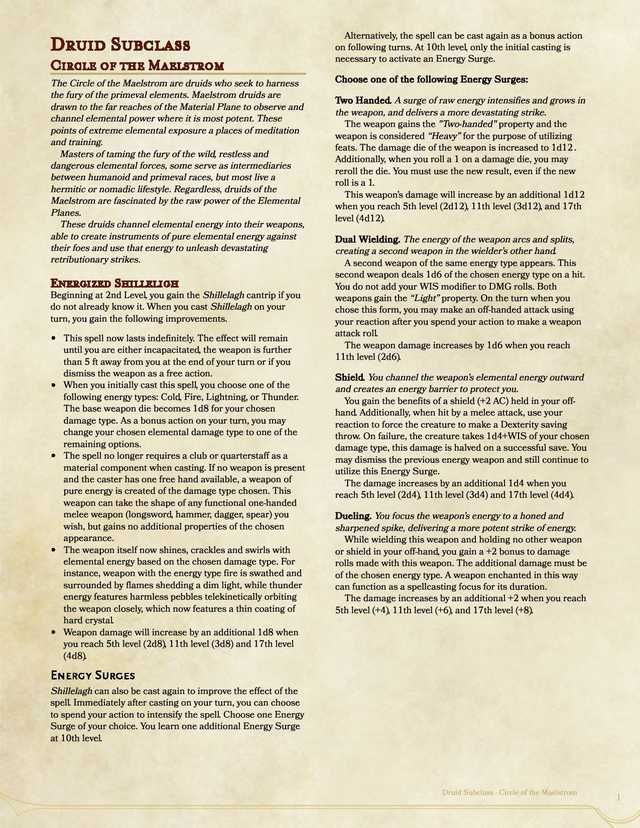 Druid Subclass
Circle of the Maelstrom
The Circle of the Maelstrom are druids who seek to harness
the fury of the primeval elements. Maelstrom druids are
drawn to the far reaches of the Material Plane to observe and
channel elemental power where it is most potent. These
points of extreme elemental exposure a places of meditation
and training.
Masters of taming the fury of the wild, restless and
dangerous elemental forces, some serve as intermediaries
between humanoid and primeval races, but most live a
hermitic or nomadic lifestyle. Regardless, druids of the
Maelstrom are fascinated by the raw power of the Elemental
Planes.
These druids channel elemental energy into their weapons,
able to create instruments of pure elemental energy against
their foes and use that energy to unleash devastating
retributionary strikes.
Energized Shilleligh
Beginning at 2nd Level, you gain the Shillelagh cantrip if you
do not already know it. When you cast Shillelagh on your
turn, you gain the following improvements.
• This spell now lasts indefinitely. The effect will remain
until you are either incapacitated, the weapon is further
than 5 ft away from you at the end of your turn or if you
dismiss the weapon as a free action.
• When you initially cast this spell, you choose one of the
following energy types: Cold, Fire, Lightning, or Thunder.
The base weapon die becomes 1d8 for your chosen
damage type. As a bonus action on your turn, you may
change your chosen elemental damage type to one of the
remaining options.
• The spell no longer requires a club or quarterstaff as a
material component when casting. If no weapon is present
and the caster has one free hand available, a weapon of
pure energy is created of the damage type chosen. This
weapon can take the shape of any functional one-handed
melee weapon (longsword, hammer, dagger, spear) you
wish, but gains no additional properties of the chosen
appearance.
• The weapon itself now shines, crackles and swirls with
elemental energy based on the chosen damage type. For
instance, weapon with the energy type fire is swathed and
surrounded by flames shedding a dim light, while thunder
energy features harmless pebbles telekinetically orbiting
the weapon closely, which now features a thin coating of
hard crystal.
• Weapon damage will increase by an additional 1d8 when
you reach 5th level (2d8), 11th level (3d8) and 17th level
(4d8).
Energy Surges
Shillelagh can also be cast again to improve the effect of the
spell. Immediately after casting on your turn, you can choose
to spend your action to intensify the spell. Choose one Energy
Surge of your choice. You learn one additional Energy Surge
at 10th level.
Alternatively, the spell can be cast again as a bonus action
on following turns. At 10th level, only the initial casting is
necessary to activate an Energy Surge.
Choose one of the following Energy Surges:
Two Handed. A surge of raw energy intensifies and grows in
the weapon, and delivers a more devastating strike.
The weapon gains the "Two-handed" property and the
weapon is considered "Heavy" for the purpose of utilizing
feats. The damage die of the weapon is increased to 1d12.
Additionally, when you roll a 1 on a damage die, you may
reroll the die. You must use the new result, even if the new
roll is a 1.
This weapon's damage will increase by an additional 1d12
when you reach 5th level (2d12), 11th level (3d12), and 17th
level (4d12).
Dual Wielding. The energy of the weapon arcs and splits,
creating a second weapon in the wielder's other hand.
A second weapon of the same energy type appears. This
second weapon deals 1d6 of the chosen energy type on a hit.
You do not add your WIS modifier to DMG rolls. Both
weapons gain the "Light" property. On the turn when you
chose this form, you may make an off-handed attack using
your reaction after you spend your action to make a weapon
attack roll.
The weapon damage increases by 1d6 when you reach
11th level (2d6).
Shield. You channel the weapon's elemental energy outward
and creates an energy barrier to protect you.
You gain the benefits of a shield (+2 AC) held in your off-
hand. Additionally, when hit by a melee attack, use your
reaction to force the creature to make a Dexterity saving
throw. On failure, the creature takes 1d4+WIS of your chosen
damage type, this damage is halved on a successful save. You
may dismiss the previous energy weapon and still continue to
utilize this Energy Surge.
The damage increases by an additional 1d4 when you
reach 5th level (2d4), 11th level (3d4) and 17th level (4d4).
Dueling. You focus the weapon's energy to a honed and
sharpened spike, delivering a more potent strike of energy.
While wielding this weapon and holding no other weapon
or shield in your off-hand, you gain a +2 bonus to damage
rolls made with this weapon. The additional damage must be
of the chosen energy type. A weapon enchanted in this way
can function as a spellcasting focus for its duration.
The damage increases by an additional +2 when you reach
5th level (+4), 11th level (+6), and 17th level (+8).
Druid Subclass - Circle of the Maelstrom
1